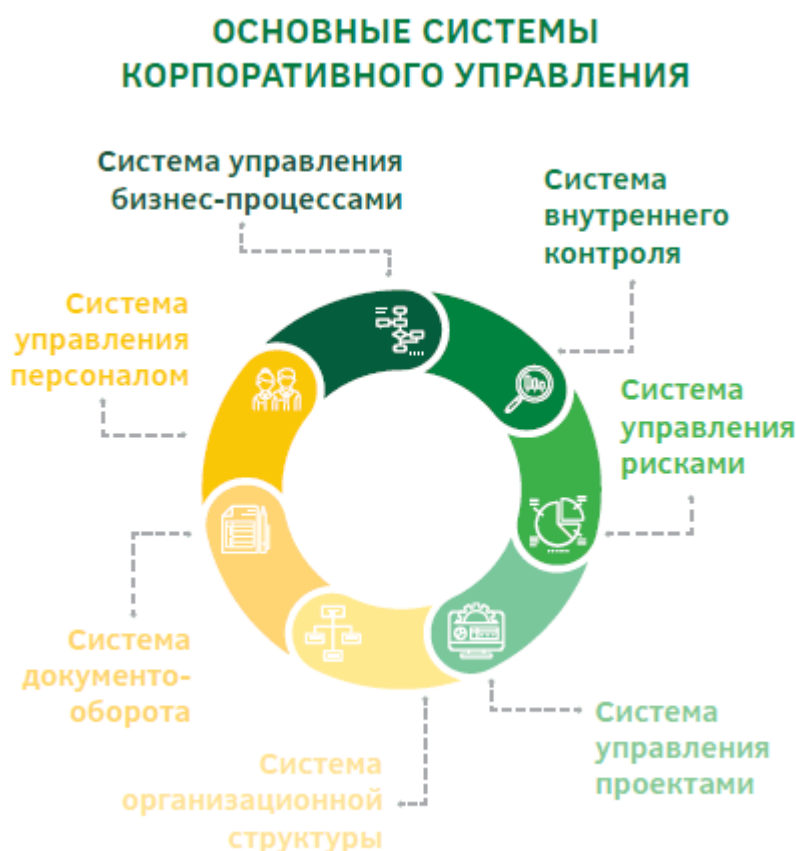 ОСНОВНЫЕ СИСТЕМЫ
КОРПОРАТИВНОГО УПРАВЛЕНИЯ
Система управления
бизнес-процессами
Система
внутреннего
контроля
Система
управления
рисками
Система
управления
проектами
Система
организационной
структуры
Система
документо-
оборота
Система
управления
персоналом